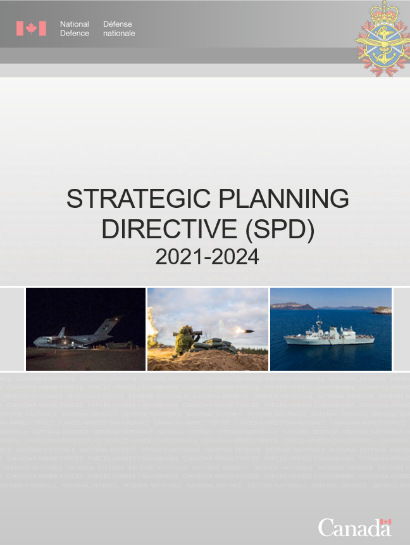 National Défense
Defence nationale
STRATEGIC PLANNING
DIRECTIVE (SPD)
2021-2024
Canada